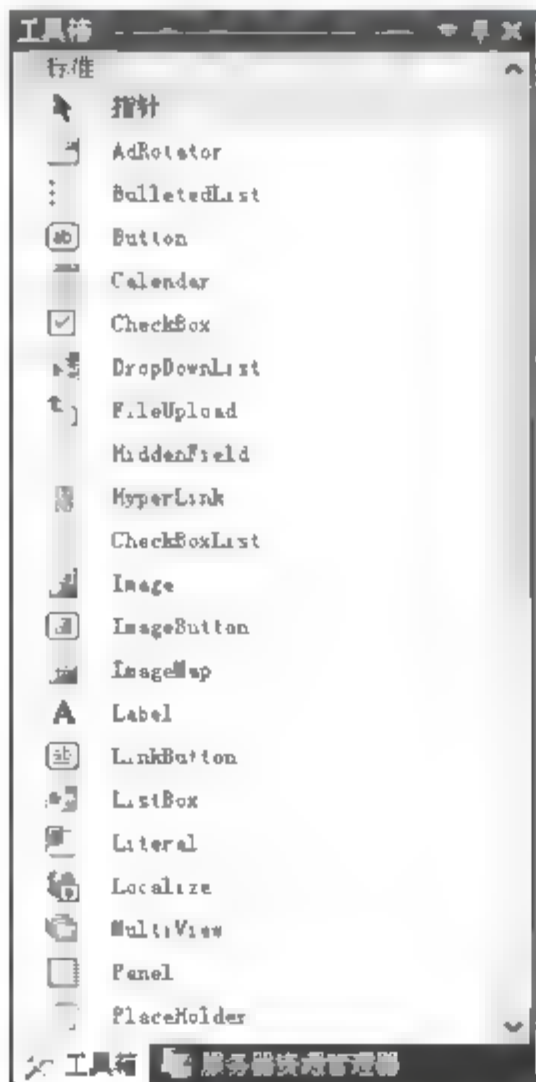 工具箱
标准
指针
AdRotator
BulletedList
Button
Calendar
CheckBox
DropDownList
FileUpload
HiddenField
HyperLink
CheckBoxList
Image
ImageButton
ImageMap
Label
LinkButton
ListBox
Literal
Localize
MultiView
Panel
PlaceHolder
工具箱 服务器资源管理器